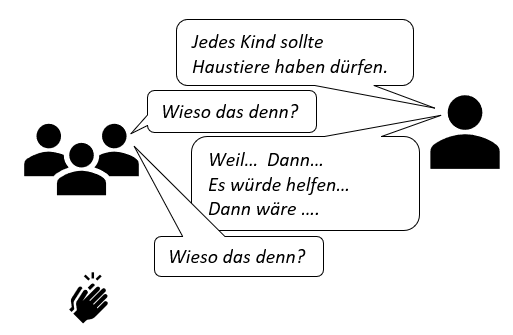 Jedes Kind sollte
Haustiere haben dürfen.
Wieso das denn?
Weil... Dann...
Es würde helfen...
Dann wäre ....
Wieso das denn?